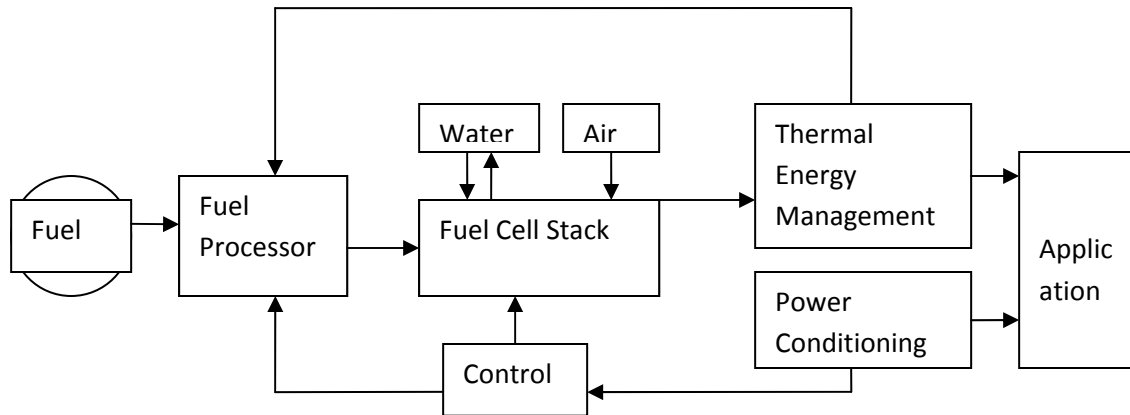 Fuel
Fuel
Processor
Water
Air
Fuel Cell Stack
Control
Thermal
Energy
Management
Power
Conditioning
Applic
ation